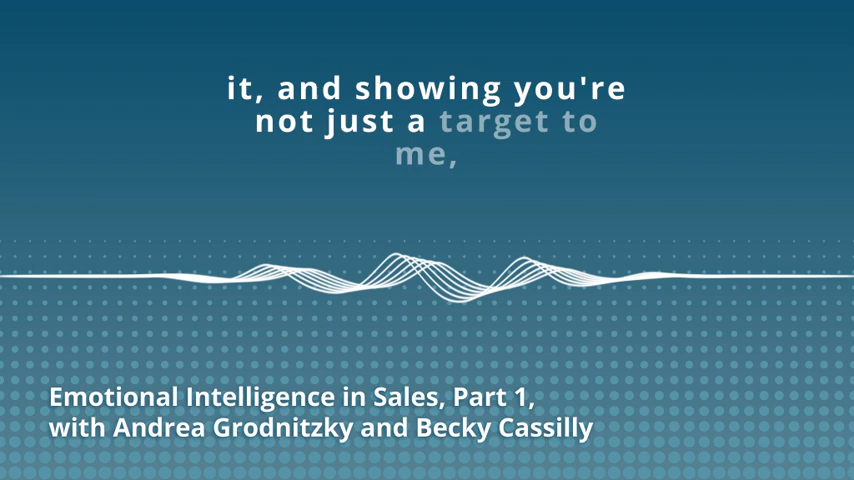 it, and showing you're
not just a target to
me,
Emotional Intelligence in Sales, Part 1,
with Andrea Grodnitzky and Becky Cassilly